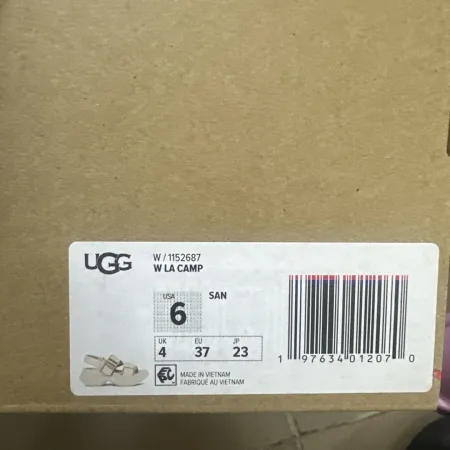 UGG
W / 1152687
W LA CAMP
USA
6
SAN
UK EU JP
4 37 23
MADE IN VIETNAM
FABRIQUÉ AU VIETNAM
1 97634 01207 0